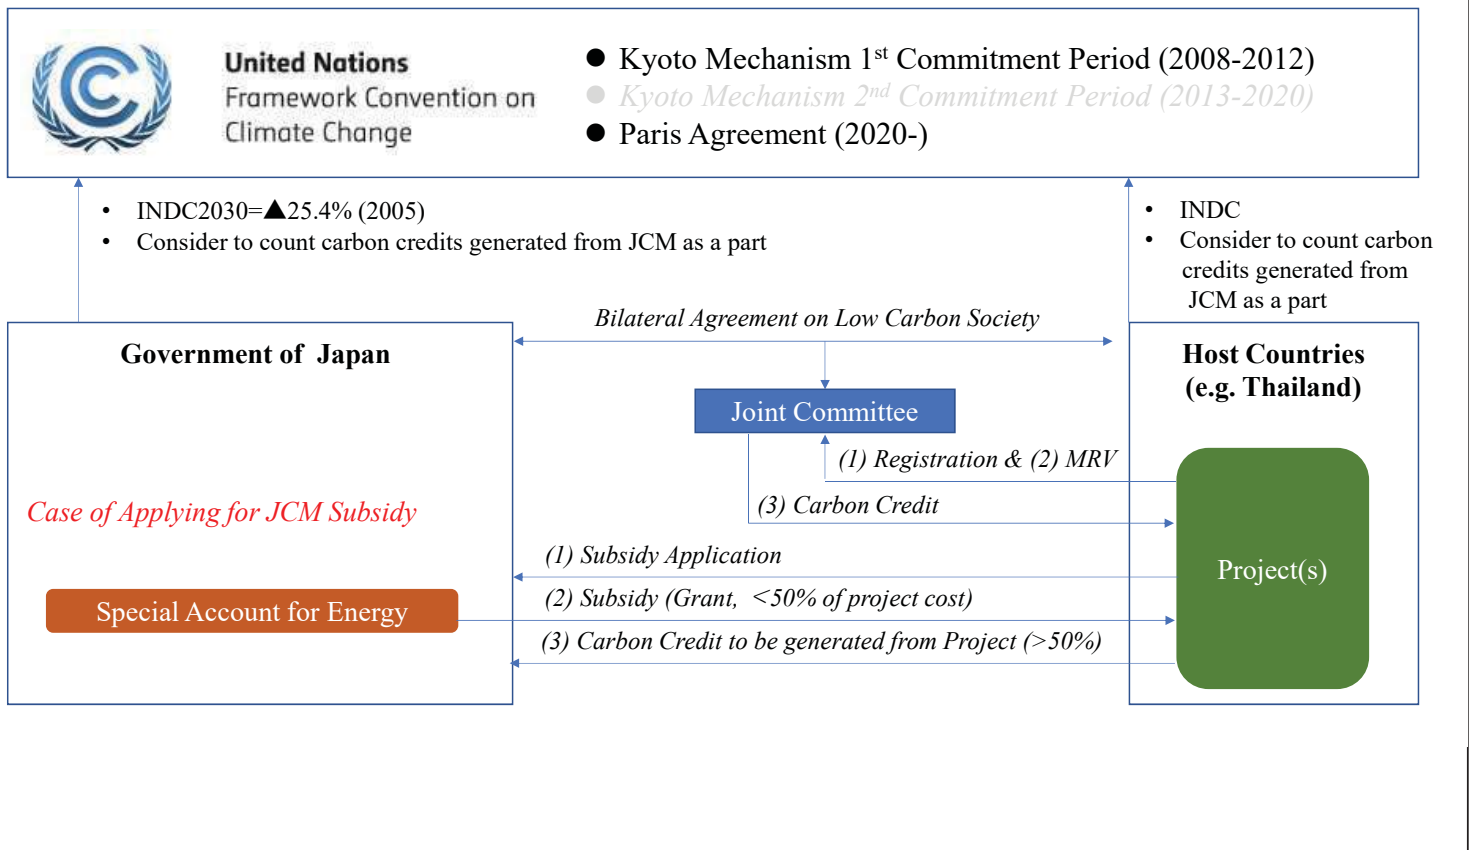 United Nations
Framework Convention on
Climate Change
● Kyoto Mechanism 1st Commitment Period (2008-2012)
● Kyoto Mechanism 2nd Commitment Period (2013-2020)
● Paris Agreement (2020-)
• INDC2030=▲25.4% (2005)
• Consider to count carbon credits generated from JCM as a part
• INDC
• Consider to count carbon
credits generated from
JCM as a part
Bilateral Agreement on Low Carbon Society
Government of Japan
Host Countries
(e.g. Thailand)
Joint Committee
(1) Registration & (2) MRV
(3) Carbon Credit
Case of Applying for JCM Subsidy
(1) Subsidy Application
Project(s)
Special Account for Energy
(2) Subsidy (Grant, <50% of project cost)
(3) Carbon Credit to be generated from Project (>50%)